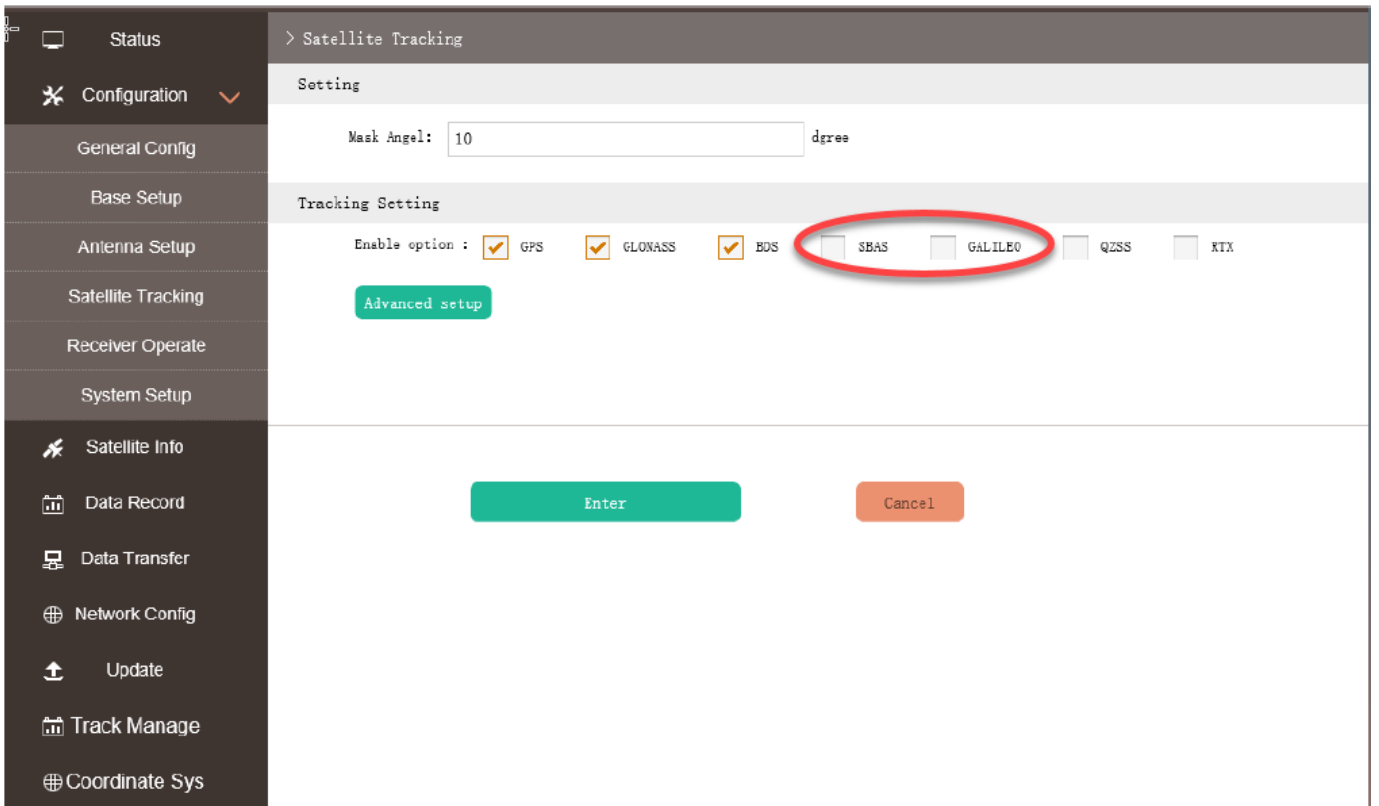 Status
Configuration
General Config
Base Setup
Antenna Setup
Satellite Tracking
Receiver Operate
System Setup
Satellite Info
Data Record
Data Transfer
Network Config
Update
Track Manage
Coordinate Sys
> Satellite Tracking
Setting
Mask Angel: 10 dgree
Tracking Setting
Enable option : GPS GLONASS BDS SBAS GALILEO QZSS RTX
Advanced setup
Enter Cancel